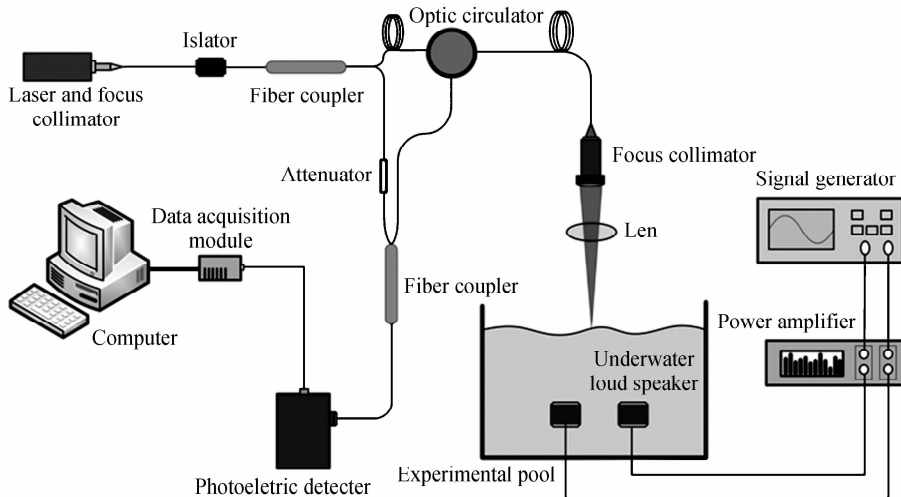 Optic circulator
Islator
Fiber coupler
Laser and focus
collimator
Attenuator
Focus collimator
Signal generator
Data acquisition
module
Len
Fiber coupler
Computer
Power amplifier
Underwater
loud speaker
Experimental pool
Photoeletric detecter